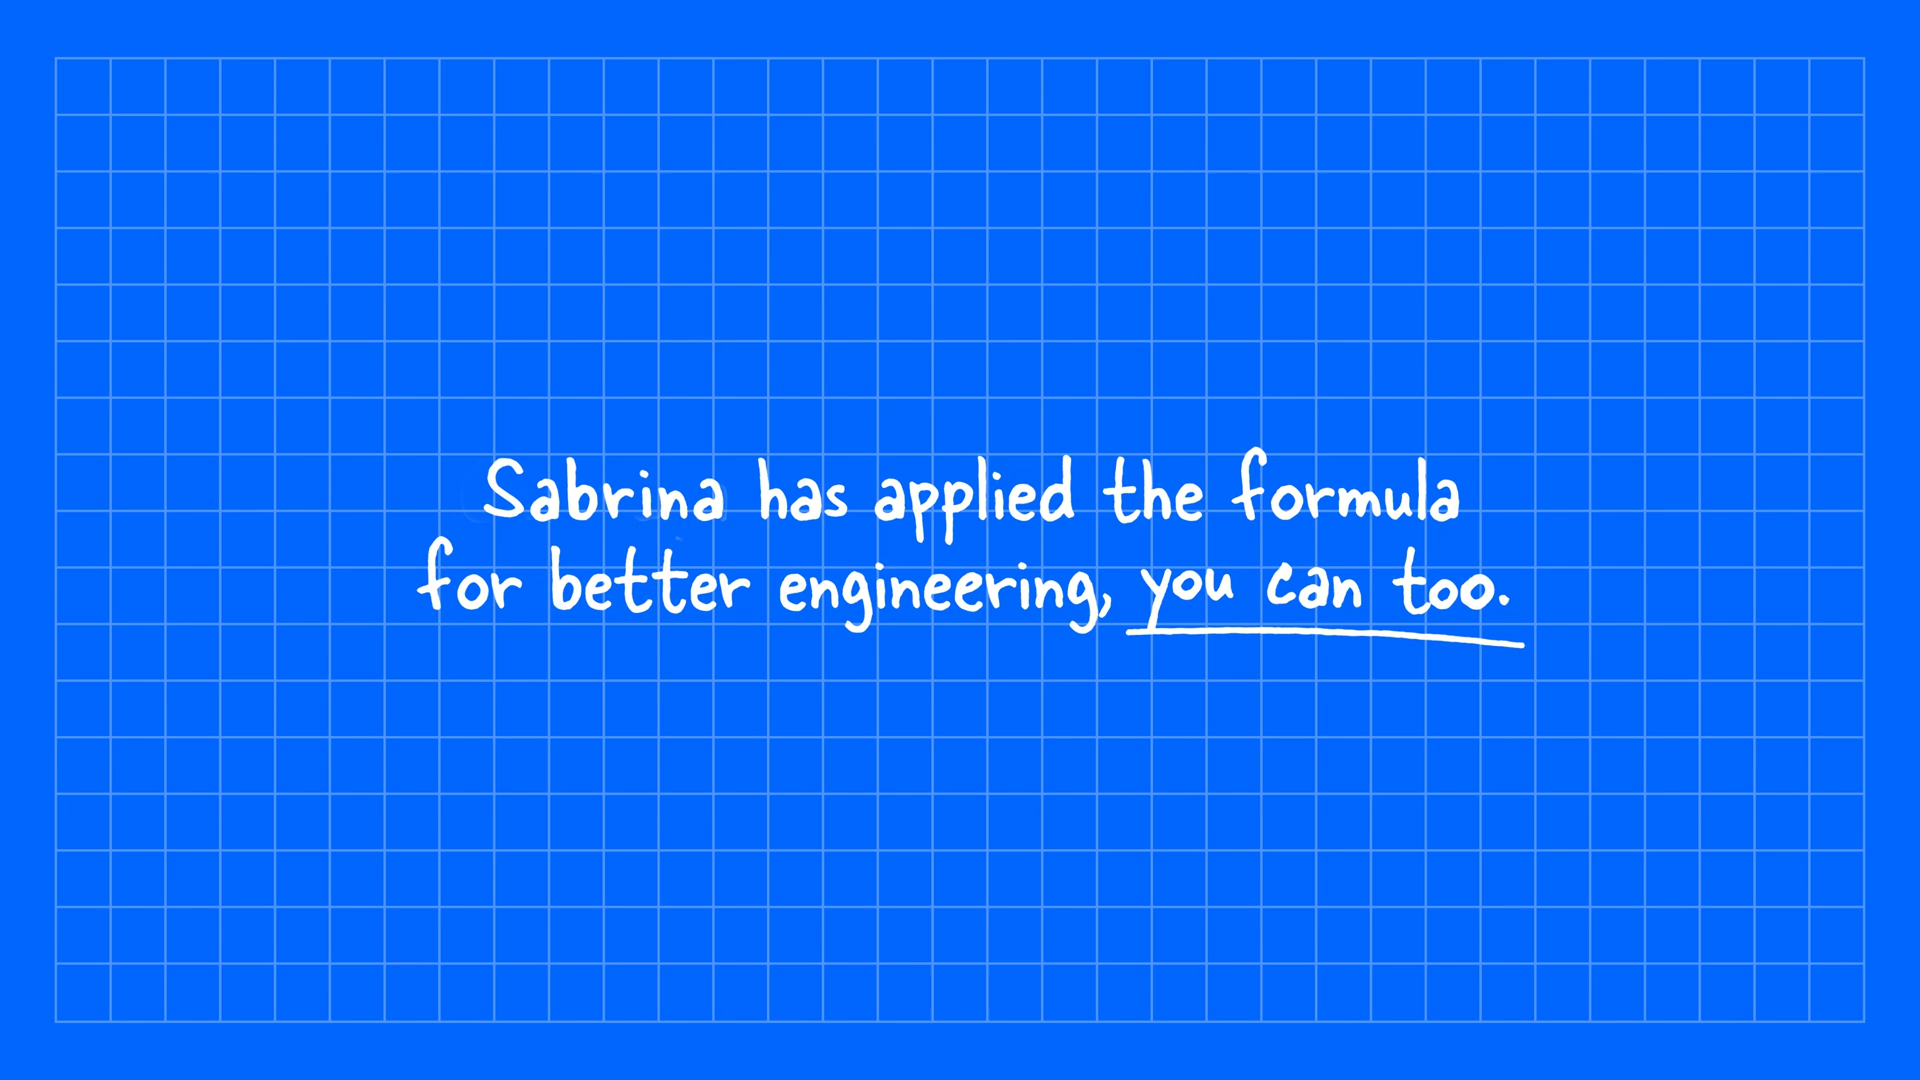 Sabrina has applied the formula
for better engineering, you can too.